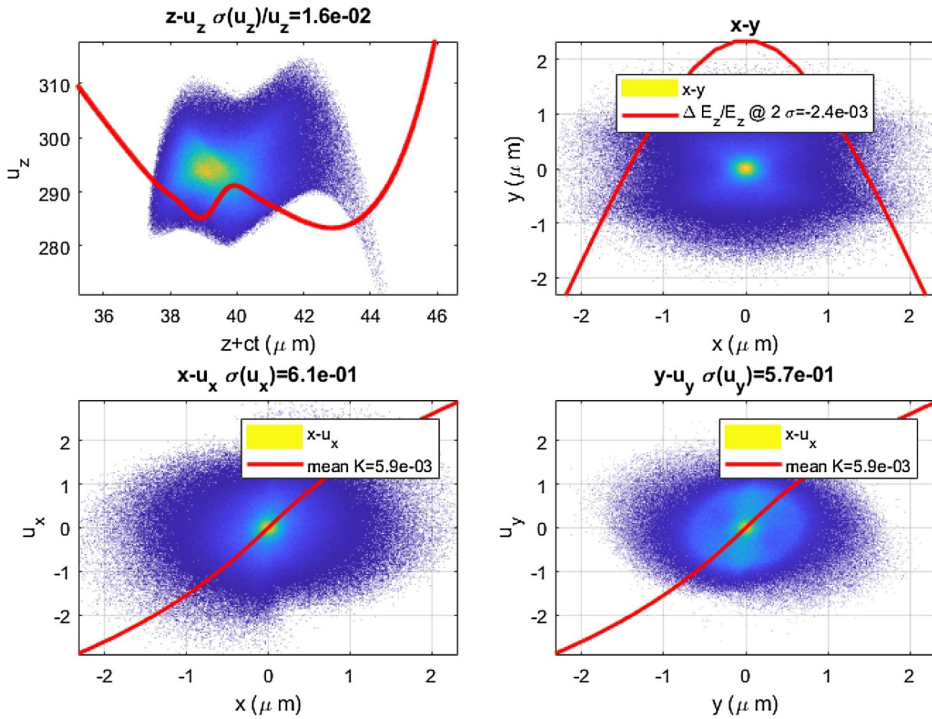 z-u_z σ(u_z)/u_z=1.6e-02
310
300
290
280
u_z
36
38
40
42
44
46
z+ct (μ m)
x-y
x-y
Δ E_z/E_z @ 2 σ=-2.4e-03
2
1
0
-1
-2
y (μ m)
-2
-1
0
1
2
x (μ m)
x-u_x σ(u_x)=6.1e-01
x-u_x
mean K=5.9e-03
2
1
0
-1
-2
u_x
-2
-1
0
1
2
x (μ m)
y-u_y σ(u_y)=5.7e-01
x-u_x
mean K=5.9e-03
2
1
0
-1
-2
u_y
-2
-1
0
1
2
y (μ m)